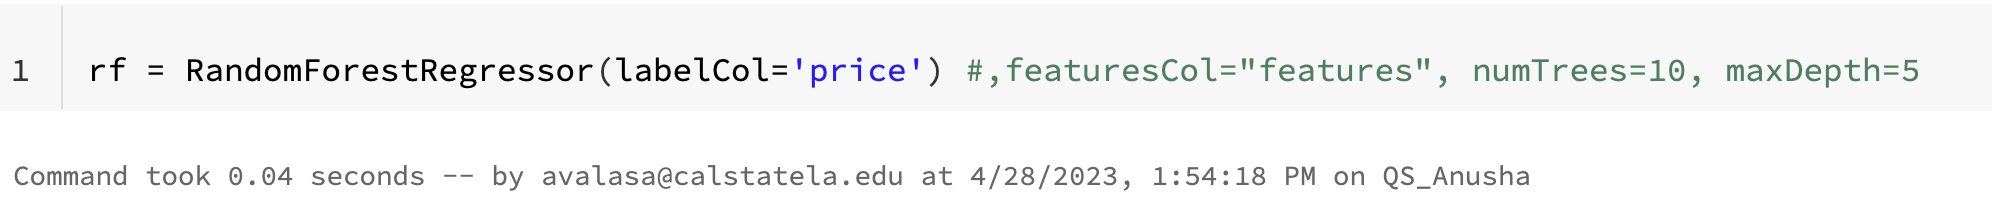 1 rf = RandomForestRegressor(labelCol='price') #,featuresCol="features", numTrees=10, maxDepth=5
Command took 0.04 seconds -- by avalasa@calstatela.edu at 4/28/2023, 1:54:18 PM on QS_Anusha